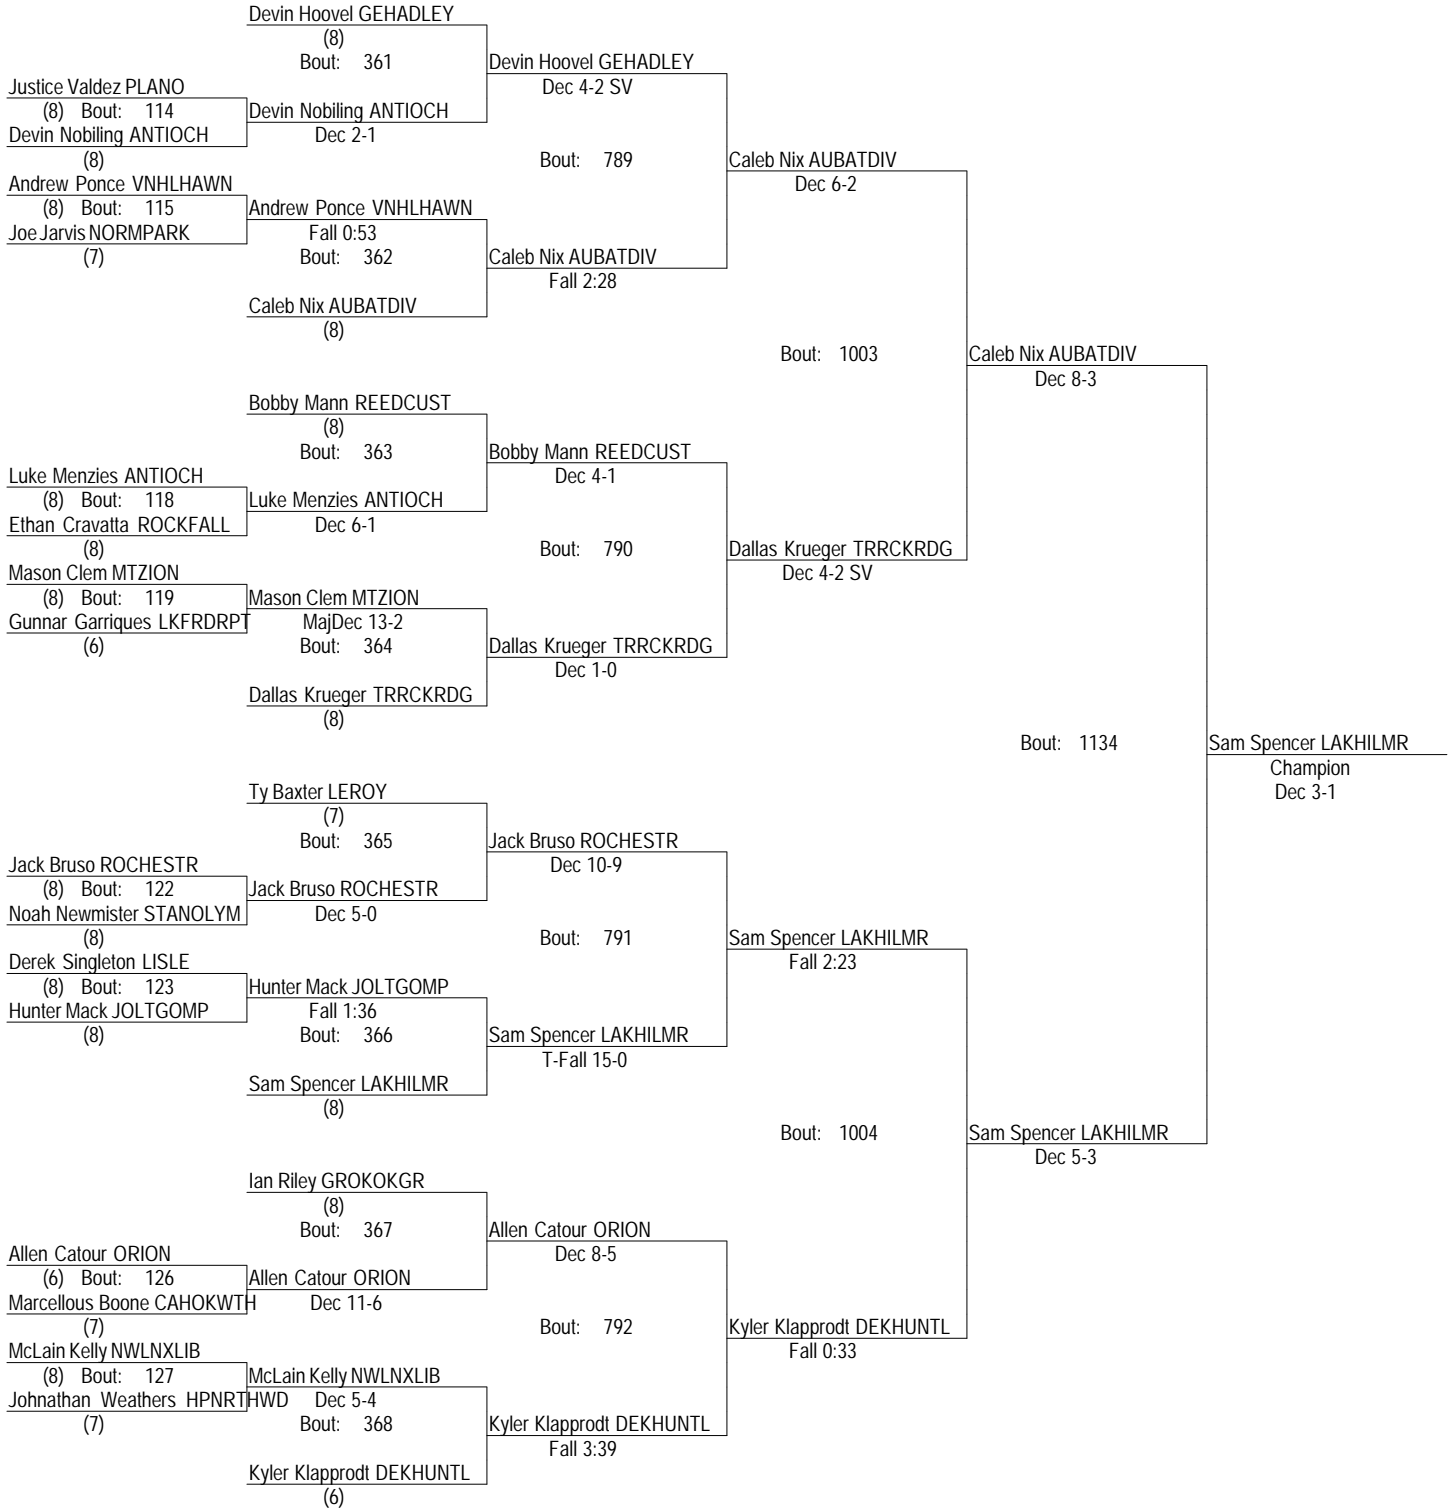 Devin Hoovel GEHADLEY
(8)
Bout: 361
Devin Hoovel GEHADLEY
Dec 4-2 SV
Justice Valdez PLANO
(8) Bout: 114
Devin Nobiling ANTIOCH
Devin Nobiling ANTIOCH
Dec 2-1
(8)
Bout: 789
Caleb Nix AUBATDIV
Dec 6-2
Andrew Ponce VNHLHAWN
(8) Bout: 115
Andrew Ponce VNHLHAWN
Joe Jarvis NORMPARK
Fall 0:53
(7)
Bout: 362
Caleb Nix AUBATDIV
Fall 2:28
Caleb Nix AUBATDIV
(8)
Bout: 1003
Caleb Nix AUBATDIV
Dec 8-3
Bobby Mann REEDCUST
(8)
Bout: 363
Bobby Mann REEDCUST
Dec 4-1
Luke Menzies ANTIOCH
(8) Bout: 118
Luke Menzies ANTIOCH
Ethan Cravatta ROCKFALL
Dec 6-1
(8)
Bout: 790
Dallas Krueger TRRCKRDG
Dec 4-2 SV
Mason Clem MTZION
(8) Bout: 119
Mason Clem MTZION
Gunnar Garriques LKFRDRPT
MajDec 13-2
(6)
Bout: 364
Dallas Krueger TRRCKRDG
Dec 1-0
Dallas Krueger TRRCKRDG
(8)
Bout: 1134
Sam Spencer LAKHILMR
Champion
Dec 3-1
Ty Baxter LEROY
(7)
Bout: 365
Jack Bruso ROCHESTR
Dec 10-9
Jack Bruso ROCHESTR
(8) Bout: 122
Jack Bruso ROCHESTR
Noah Newmister STANOLYM
Dec 5-0
(8)
Bout: 791
Sam Spencer LAKHILMR
Fall 2:23
Derek Singleton LISLE
(8) Bout: 123
Hunter Mack JOLTGOMP
Hunter Mack JOLTGOMP
Fall 1:36
(8)
Bout: 366
Sam Spencer LAKHILMR
T-Fall 15-0
Sam Spencer LAKHILMR
(8)
Bout: 1004
Sam Spencer LAKHILMR
Dec 5-3
Ian Riley GROKOKGR
(8)
Bout: 367
Allen Catour ORION
Dec 8-5
Allen Catour ORION
(6) Bout: 126
Allen Catour ORION
Marcellous Boone CAHOKWTH
Dec 11-6
(7)
Bout: 792
Kyler Klapprodt DEKHUNTL
Fall 0:33
McLain Kelly NWLNXLIB
(8) Bout: 127
McLain Kelly NWLNXLIB
Johnathan Weathers HPNRTHWD
Dec 5-4
(7)
Bout: 368
Kyler Klapprodt DEKHUNTL
Fall 3:39
Kyler Klapprodt DEKHUNTL
(6)